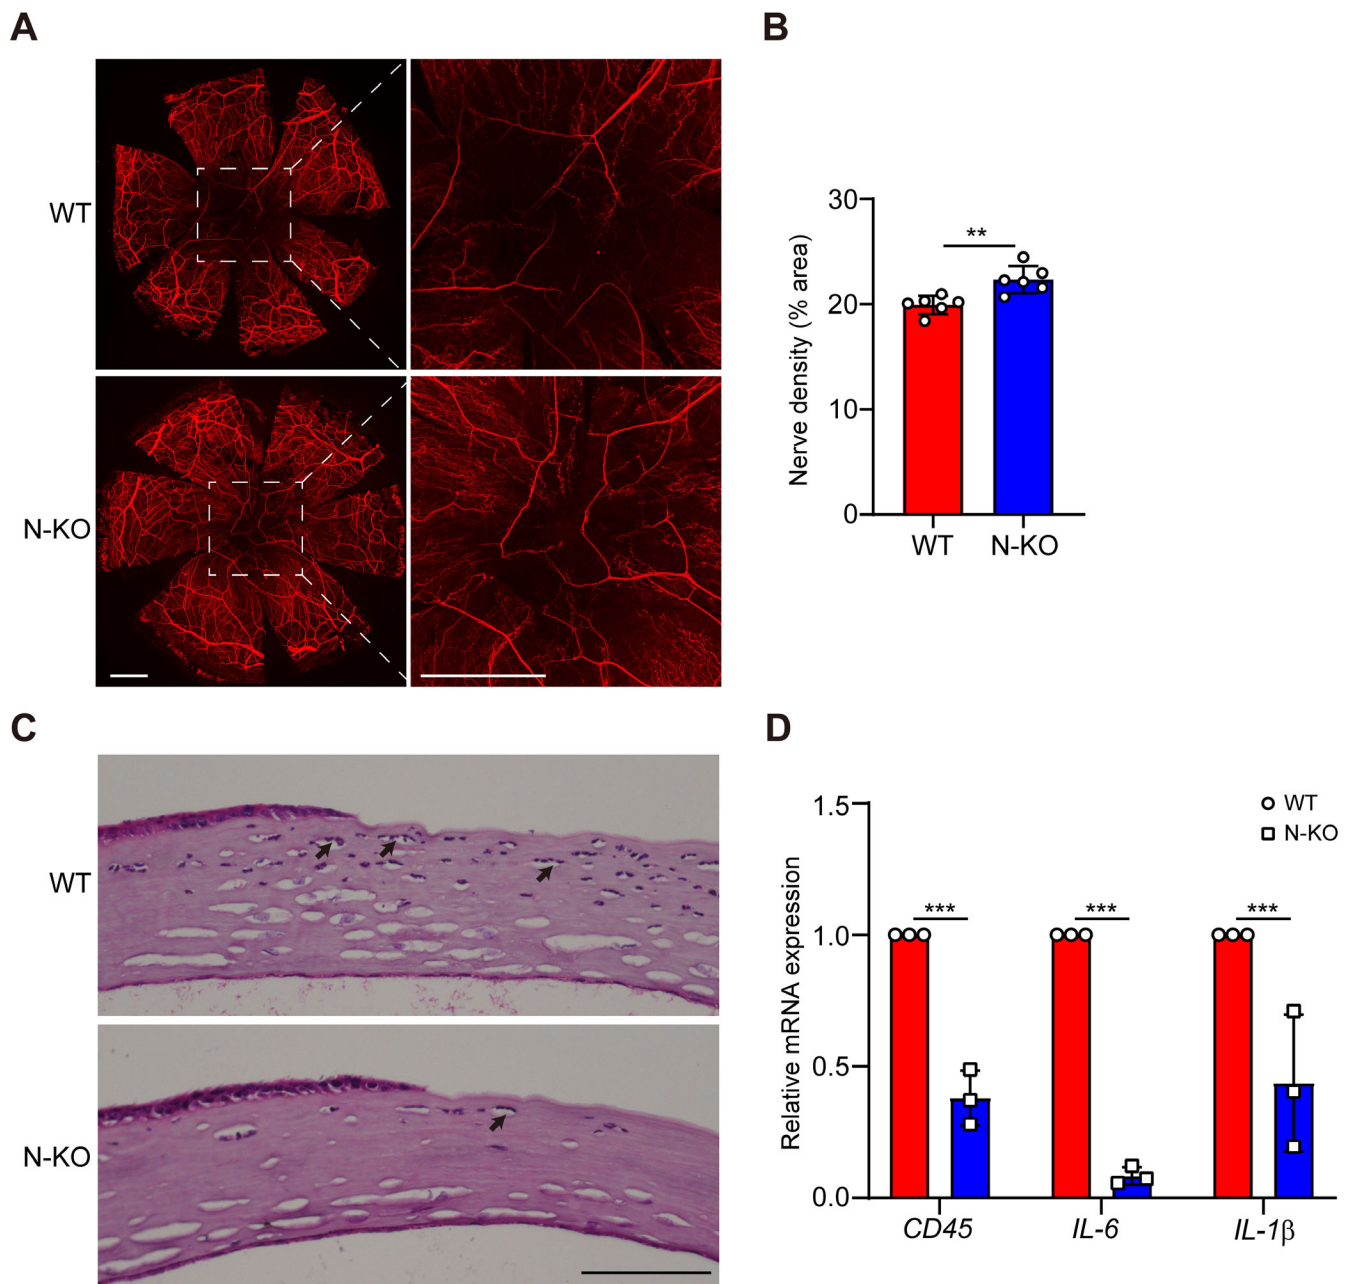 A
WT
N-KO
B
Nerve density (% area)
30
20
10
0
**
WT
N-KO
C
WT
N-KO
D
Relative mRNA expression
1.5
1.0
0.5
0.0
WT
N-KO
***
***
***
CD45
IL-6
IL-1β